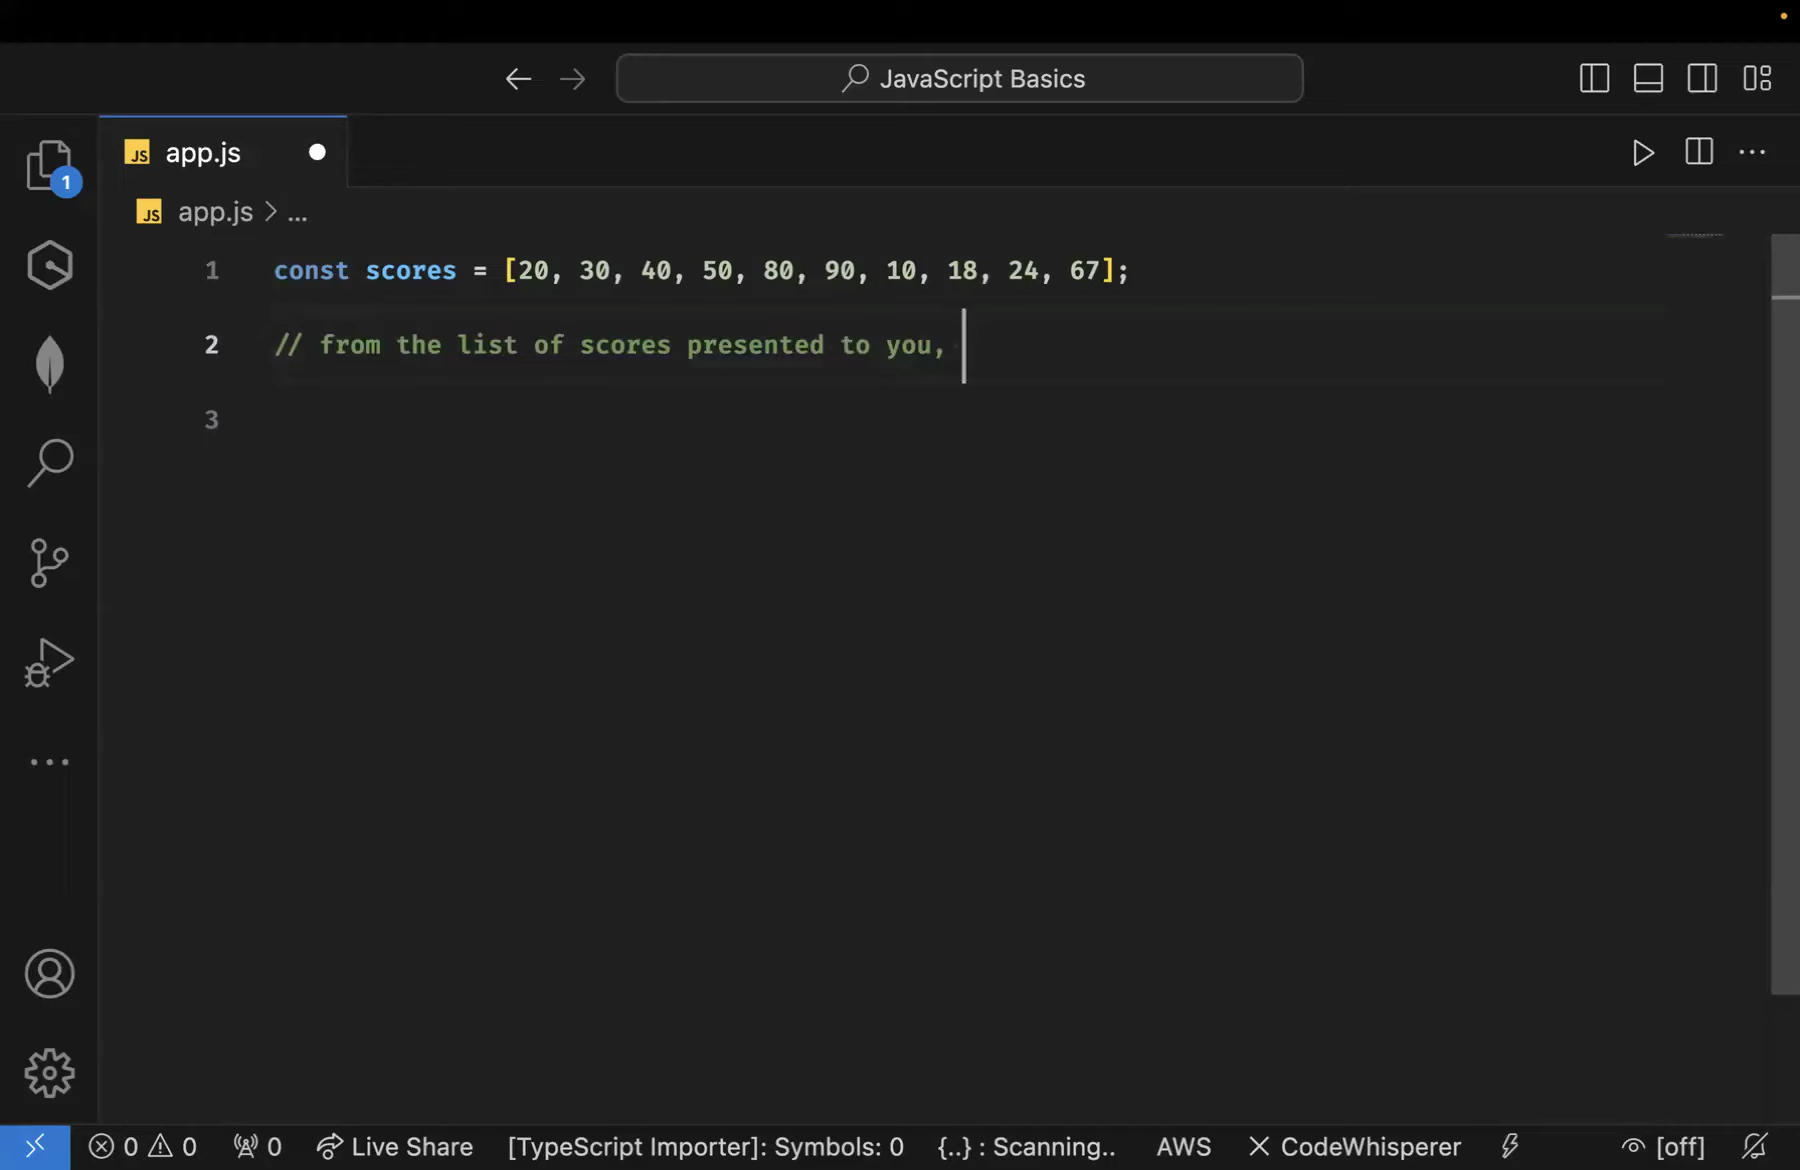 JavaScript Basics
JS app.js
1
JS app.js > ...
1 const scores = [20, 30, 40, 50, 80, 90, 10, 18, 24, 67];
2 // from the list of scores presented to you,
3
0 0 0 Live Share [TypeScript Importer]: Symbols: 0 {..} : Scanning.. AWS CodeWhisperer [off]